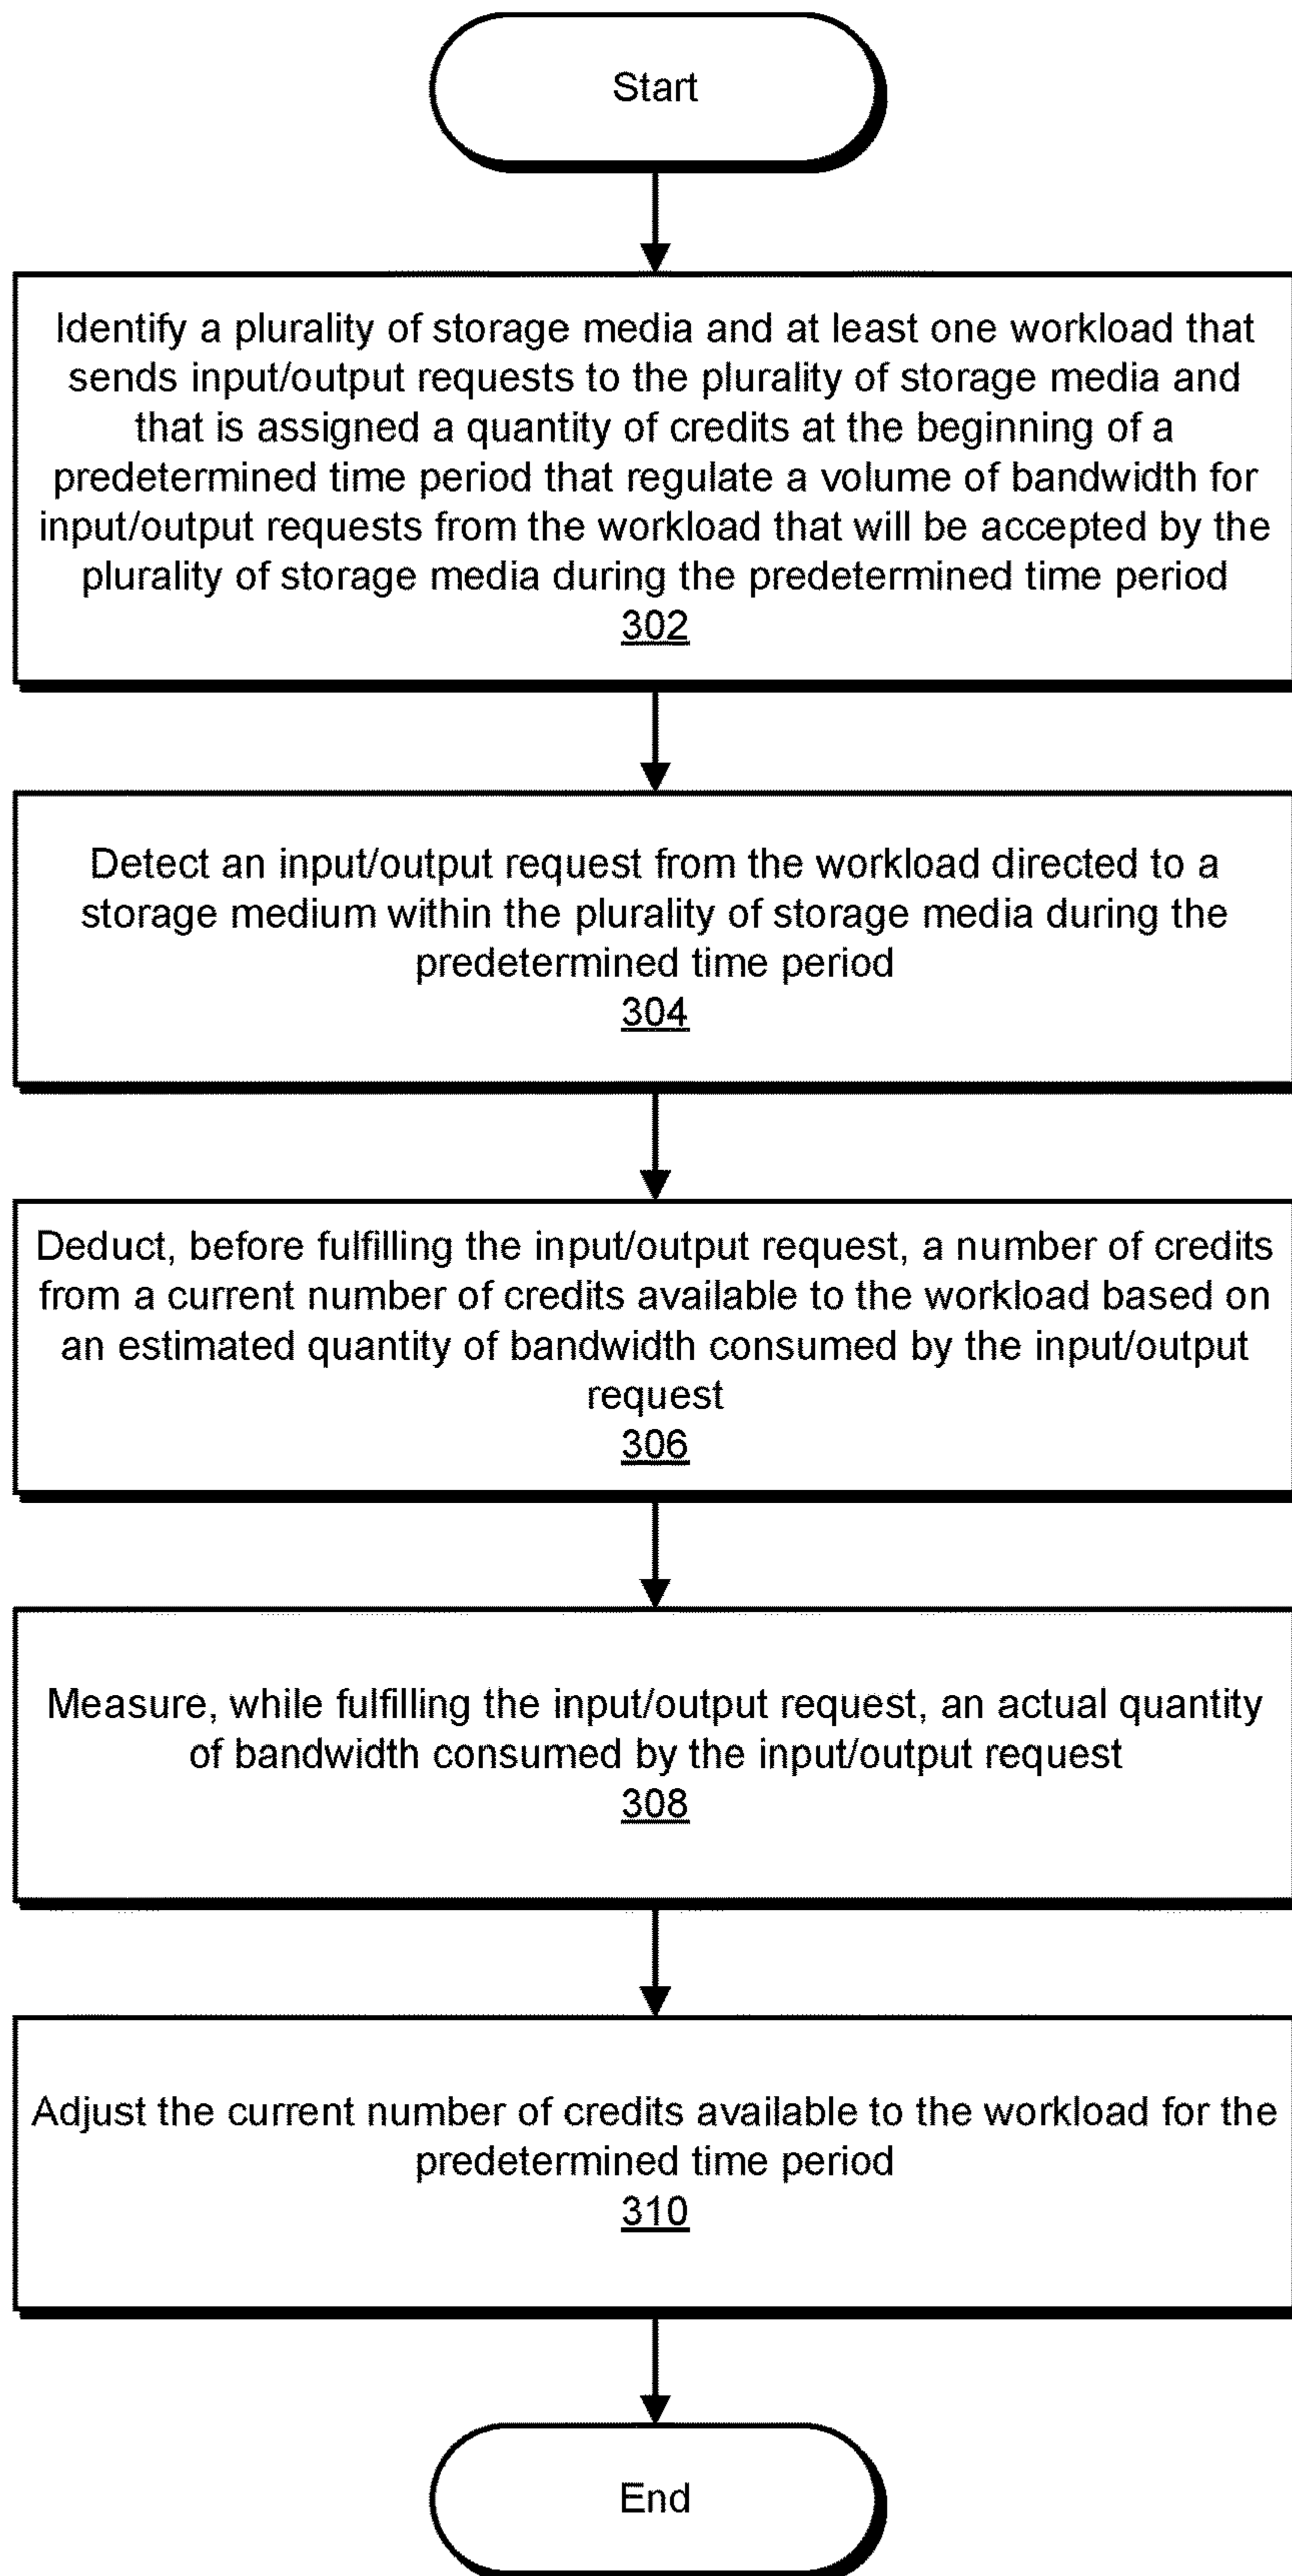 Start
Identify a plurality of storage media and at least one workload that
sends input/output requests to the plurality of storage media and
that is assigned a quantity of credits at the beginning of a
predetermined time period that regulate a volume of bandwidth for
input/output requests from the workload that will be accepted by the
plurality of storage media during the predetermined time period
302
Detect an input/output request from the workload directed to a
storage medium within the plurality of storage media during the
predetermined time period
304
Deduct, before fulfilling the input/output request, a number of credits
from a current number of credits available to the workload based on
an estimated quantity of bandwidth consumed by the input/output
request
306
Measure, while fulfilling the input/output request, an actual quantity
of bandwidth consumed by the input/output request
308
Adjust the current number of credits available to the workload for the
predetermined time period
310
End